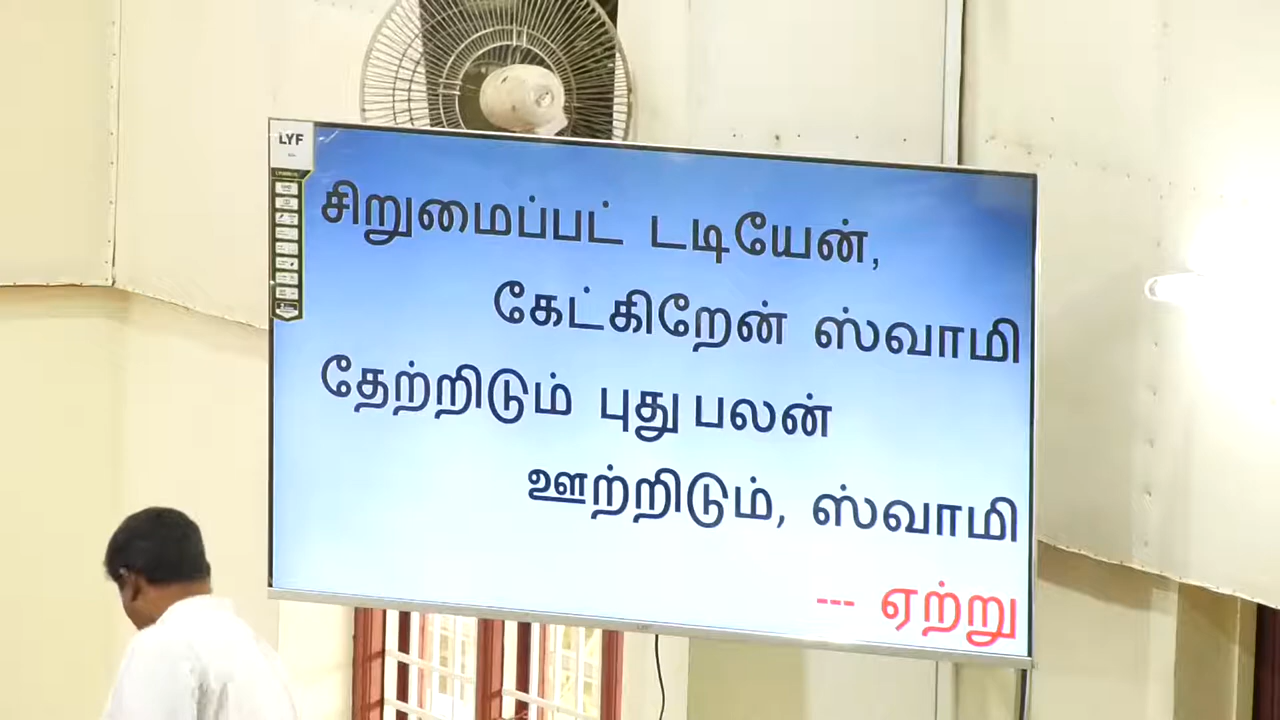 LYF
சிறுமைப்பட் டடியேன்,
கேட்கிறேன் ஸ்வாமி
தேற்றிடும் புது பலன்
ஊற்றிடும், ஸ்வாமி
--- ஏற்று